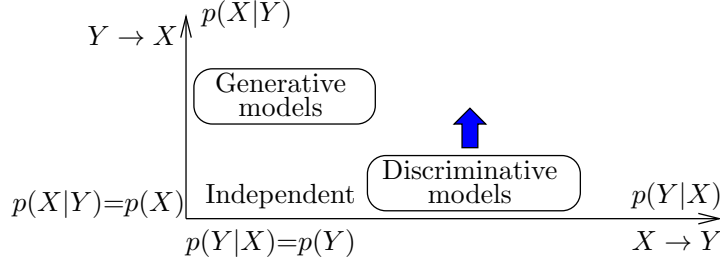 p(X|Y)
Y → X
Generative
models
Discriminative
models
p(X|Y)=p(X)
Independent
p(Y|X)
p(Y|X)=p(Y)
X → Y